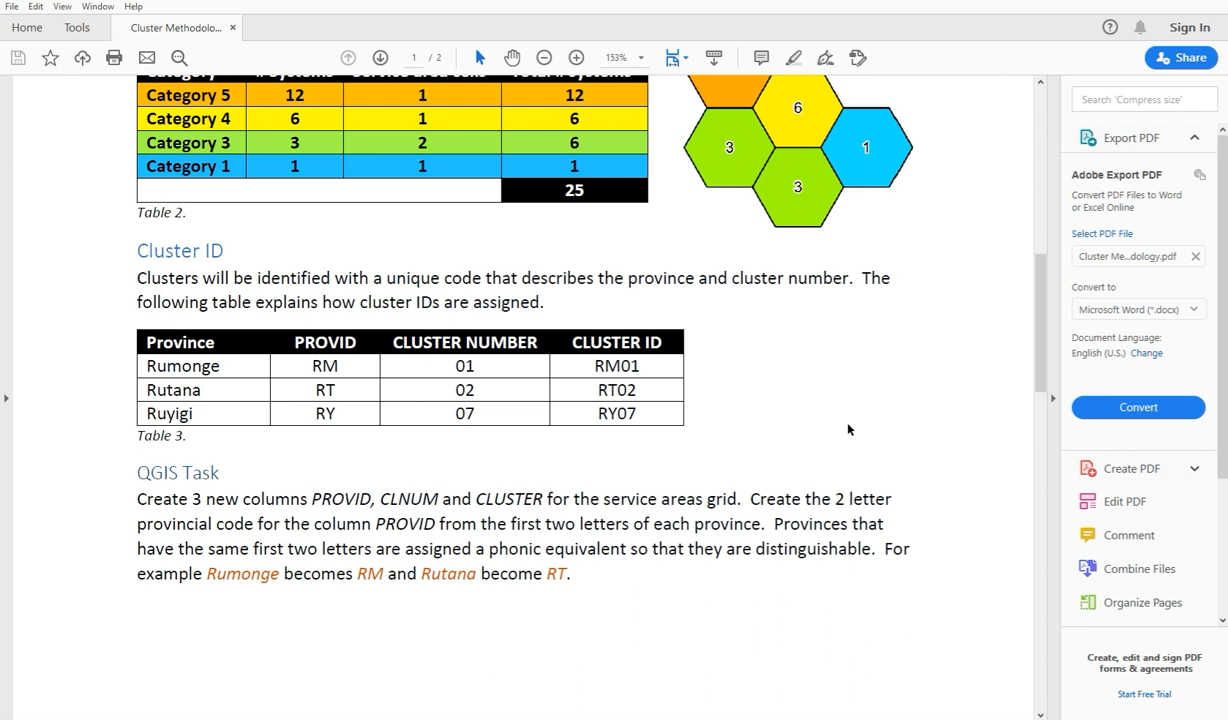 File Edit View Window Help
Home Tools Cluster Methodolo... × Sign In
1 / 2 153% Share
Category # Systems Service area cells Total # Systems
Category 5 12 1 12
Category 4 6 1 6
Category 3 3 2 6
Category 1 1 1 1
25
Table 2.
6
3 1
3
Cluster ID
Clusters will be identified with a unique code that describes the province and cluster number. The
following table explains how cluster IDs are assigned.
Province PROVID CLUSTER NUMBER CLUSTER ID
Rumonge RM 01 RM01
Rutana RT 02 RT02
Ruyigi RY 07 RY07
Table 3.
QGIS Task
Create 3 new columns PROVID, CLNUM and CLUSTER for the service areas grid. Create the 2 letter
provincial code for the column PROVID from the first two letters of each province. Provinces that
have the same first two letters are assigned a phonic equivalent so that they are distinguishable. For
example Rumonge becomes RM and Rutana become RT.
Search 'Compress size'
Export PDF
Adobe Export PDF
Convert PDF Files to Word
or Excel Online
Select PDF File
Cluster Me...dology.pdf ×
Convert to
Microsoft Word (*.docx)
Document Language:
English (U.S.) Change
Convert
Create PDF
Edit PDF
Comment
Combine Files
Organize Pages
Create, edit and sign PDF
forms & agreements
Start Free Trial